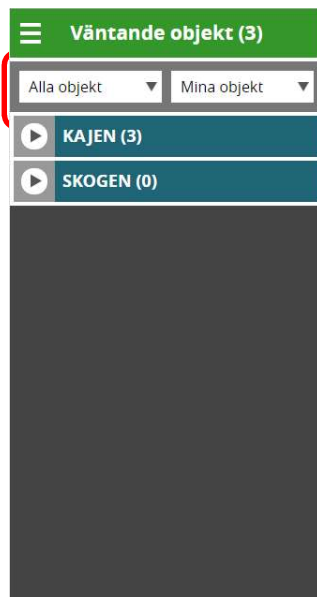 Väntande objekt (3)
Alla objekt Mina objekt
KAJEN (3)
SKOGEN (0)